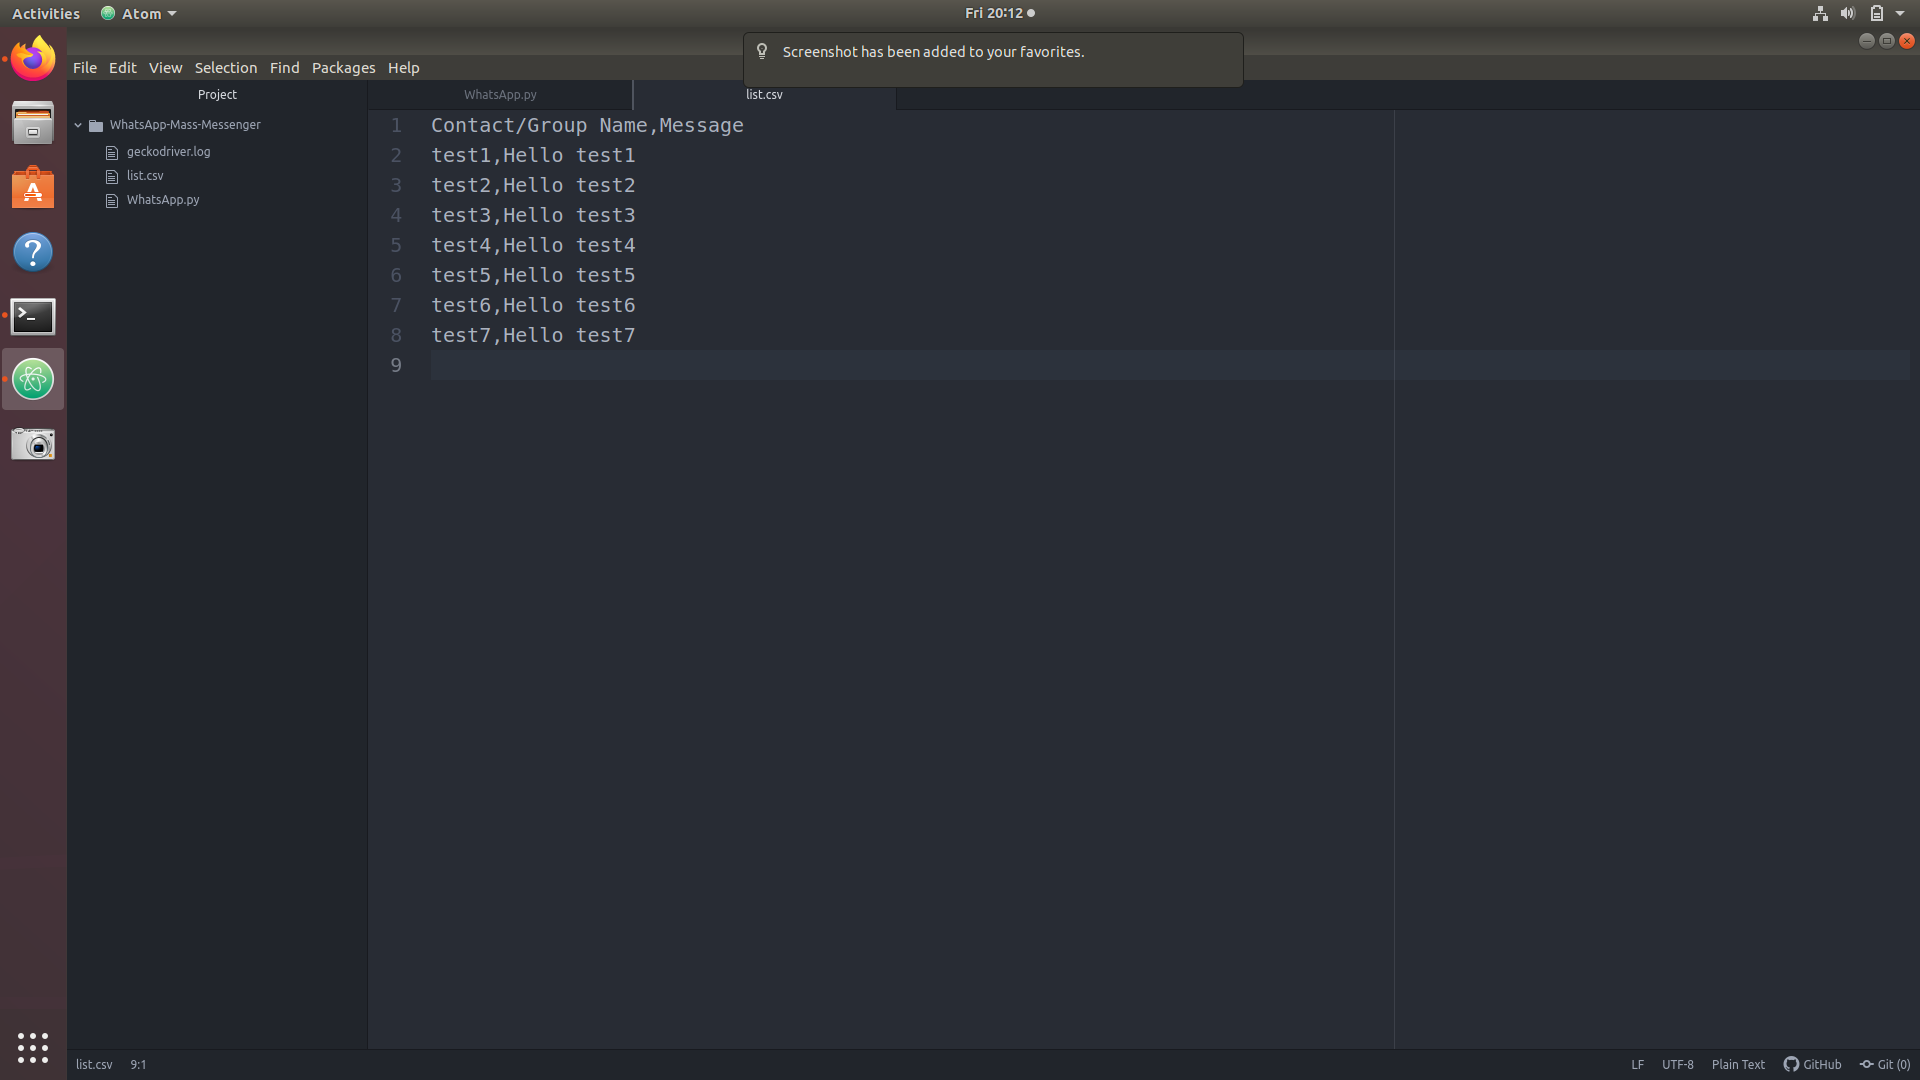 Activities Atom Fri 20:12
Screenshot has been added to your favorites.
File Edit View Selection Find Packages Help
Project WhatsApp.py list.csv
WhatsApp-Mass-Messenger
geckodriver.log
list.csv
WhatsApp.py
1 Contact/Group Name,Message
2 test1,Hello test1
3 test2,Hello test2
4 test3,Hello test3
5 test4,Hello test4
6 test5,Hello test5
7 test6,Hello test6
8 test7,Hello test7
9
list.csv 9:1 LF UTF-8 Plain Text GitHub Git (0)